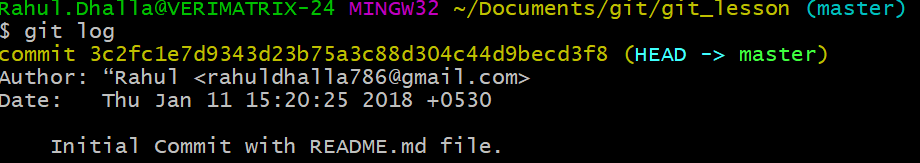 Rahul.Dhalla@VERIMATRIX-24 MINGW32 ~/Documents/git/git_lesson (master)
$ git log
commit 3c2fc1e7d9343d23b75a3c88d304c44d9becd3f8 (HEAD -> master)
Author: “Rahul <rahuldhalla786@gmail.com>
Date:   Thu Jan 11 15:20:25 2018 +0530
    Initial Commit with README.md file.